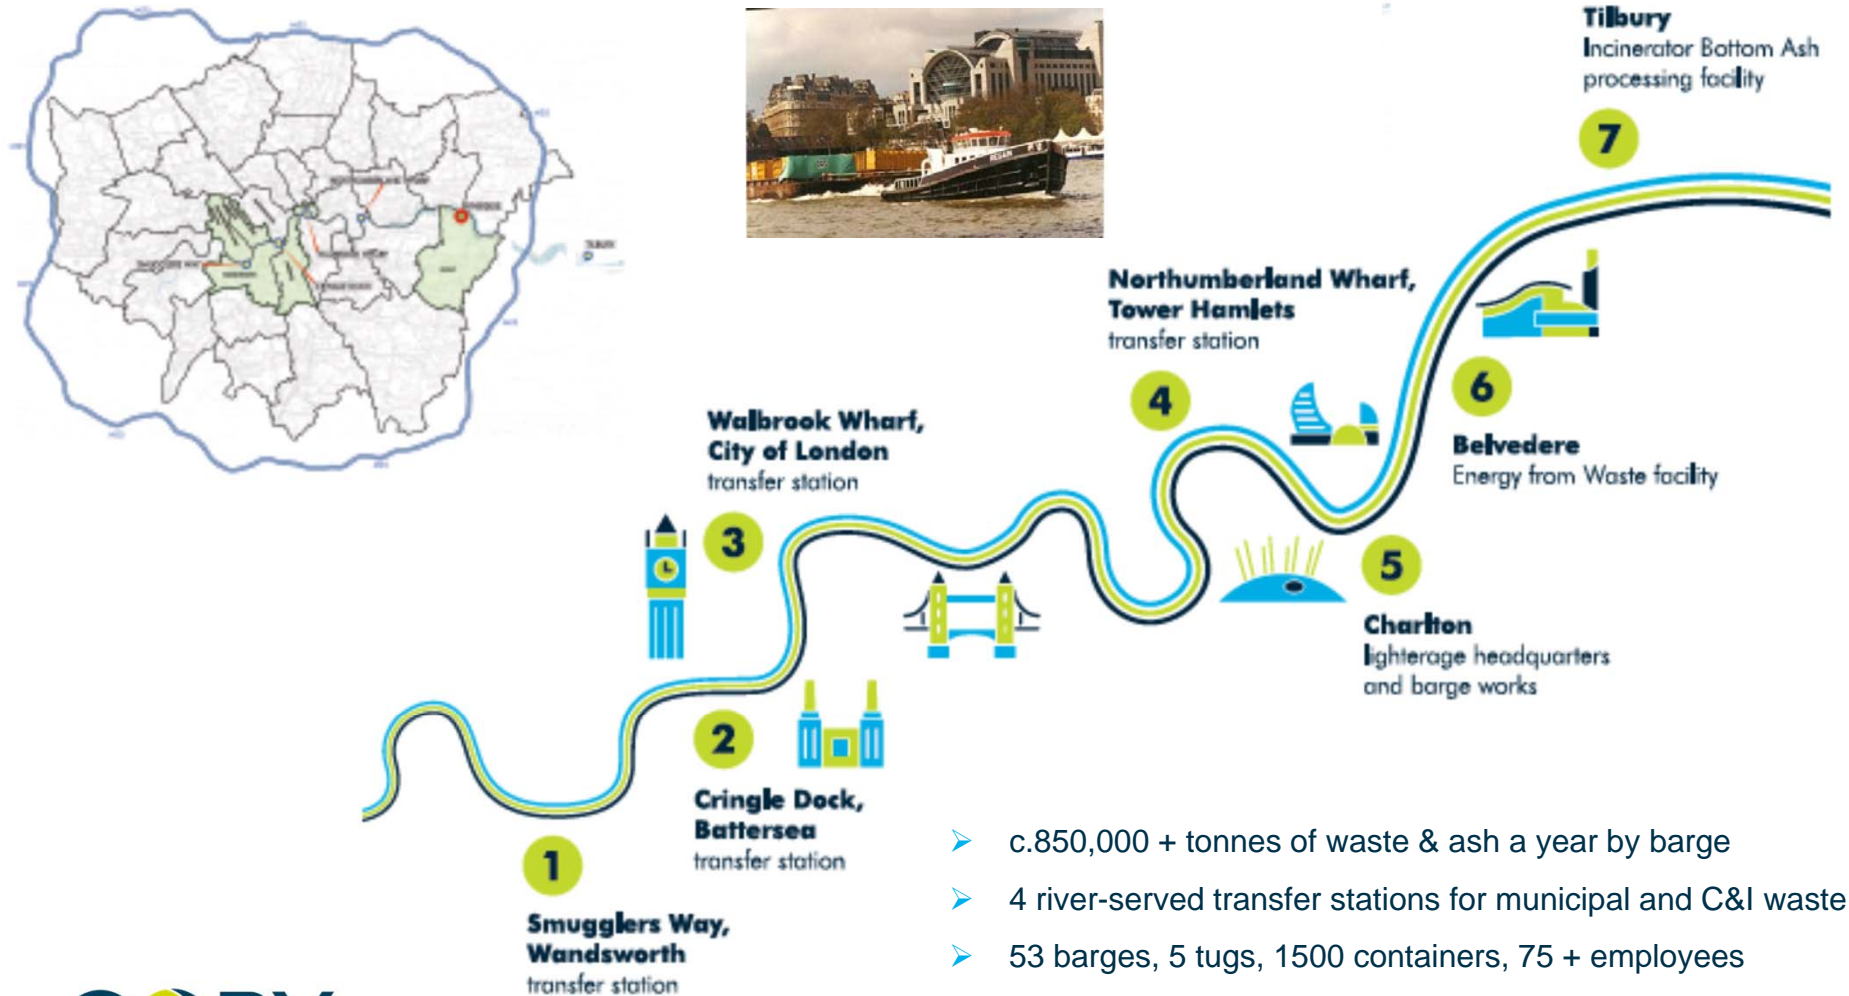 Tilbury
Incinerator Bottom Ash
processing facility
7
Northumberland Wharf,
Tower Hamlets
transfer station
4
6
Belvedere
Energy from Waste facility
Walbrook Wharf,
City of London
transfer station
3
5
Charlton
lighterage headquarters
and barge works
2
Cringle Dock,
Battersea
transfer station
1
Smugglers Way,
Wandsworth
transfer station
➢ c.850,000 + tonnes of waste & ash a year by barge
➢ 4 river-served transfer stations for municipal and C&I waste
➢ 53 barges, 5 tugs, 1500 containers, 75 + employees